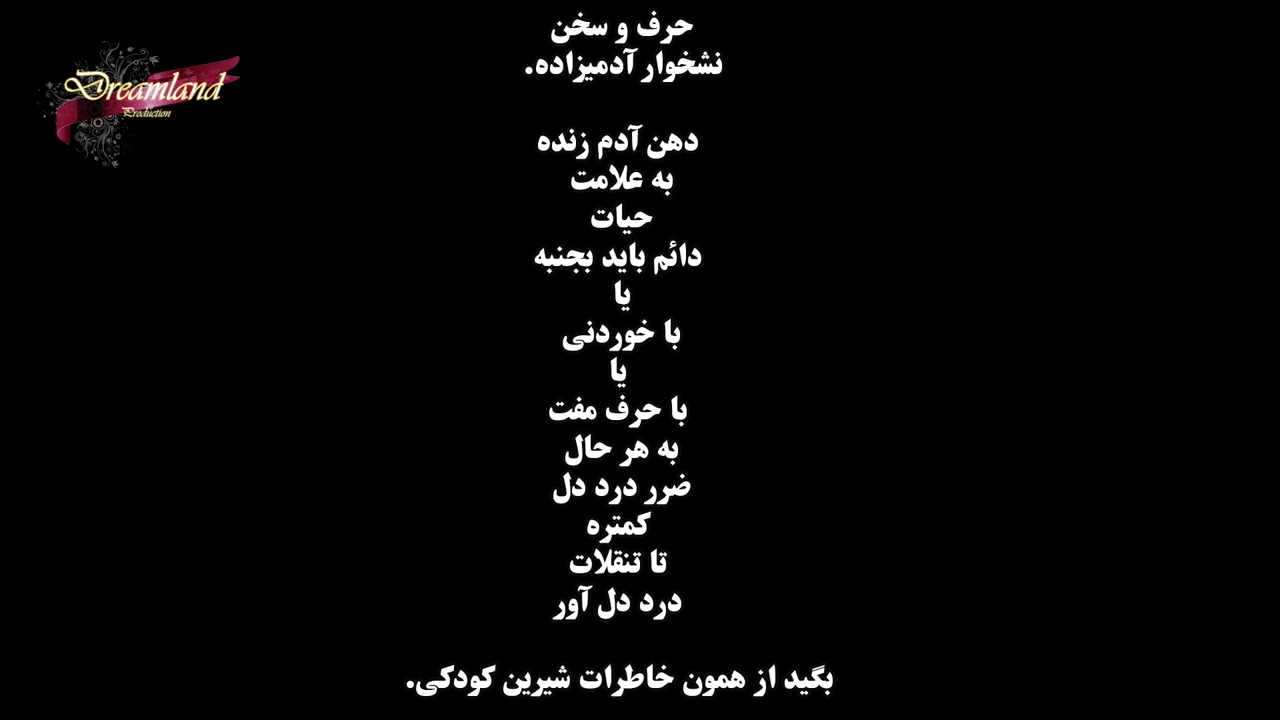 Dreamland
Production
حرف و سخن
نشخوار آدمیزاده.
دهن آدم زنده
به علامت
حیات
دائم باید بجنبه
یا
با خوردنی
یا
با حرف مفت
به هر حال
ضرر درد دل
کمتره
تا تنقلات
درد دل آور
بگید از همون خاطرات شیرین کودکی.